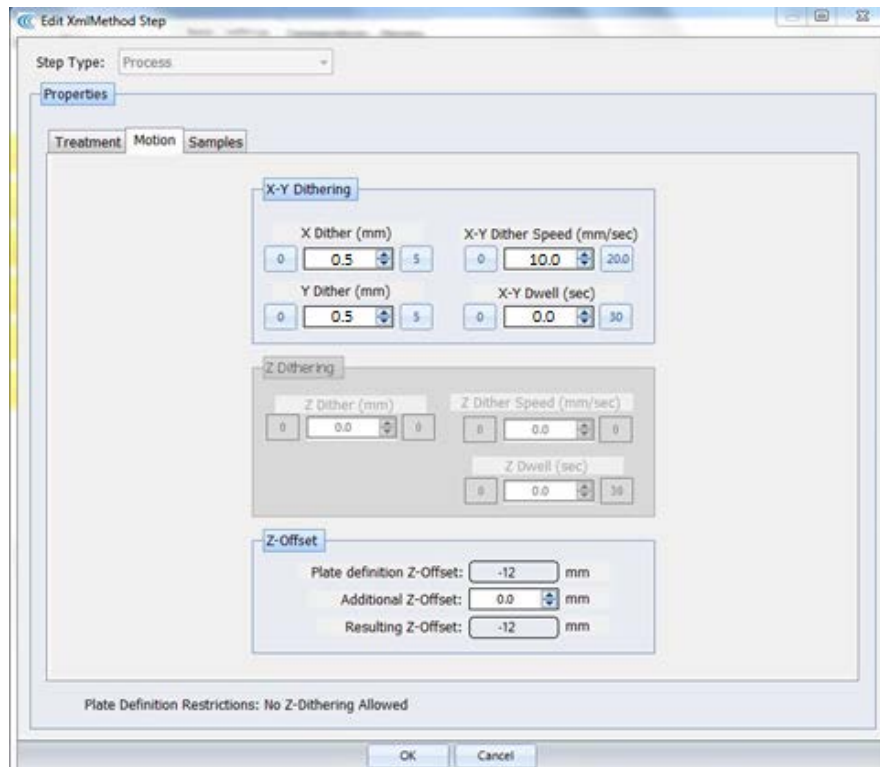 Edit XmlMethod Step
Step Type: Process
Properties
Treatment Motion Samples
X-Y Dithering
X Dither (mm) X-Y Dither Speed (mm/sec)
0 0.5 5 0 10.0 20.0
Y Dither (mm) X-Y Dwell (sec)
0 0.5 5 0 0.0 30
Z Dithering
Z Dither (mm) Z Dither Speed (mm/sec)
0 0.0 0 0 0.0 0
Z Dwell (sec)
0 0.0 30
Z-Offset
Plate definition Z-Offset: -12 mm
Additional Z-Offset: 0.0 mm
Resulting Z-Offset: -12 mm
Plate Definition Restrictions: No Z-Dithering Allowed
OK Cancel